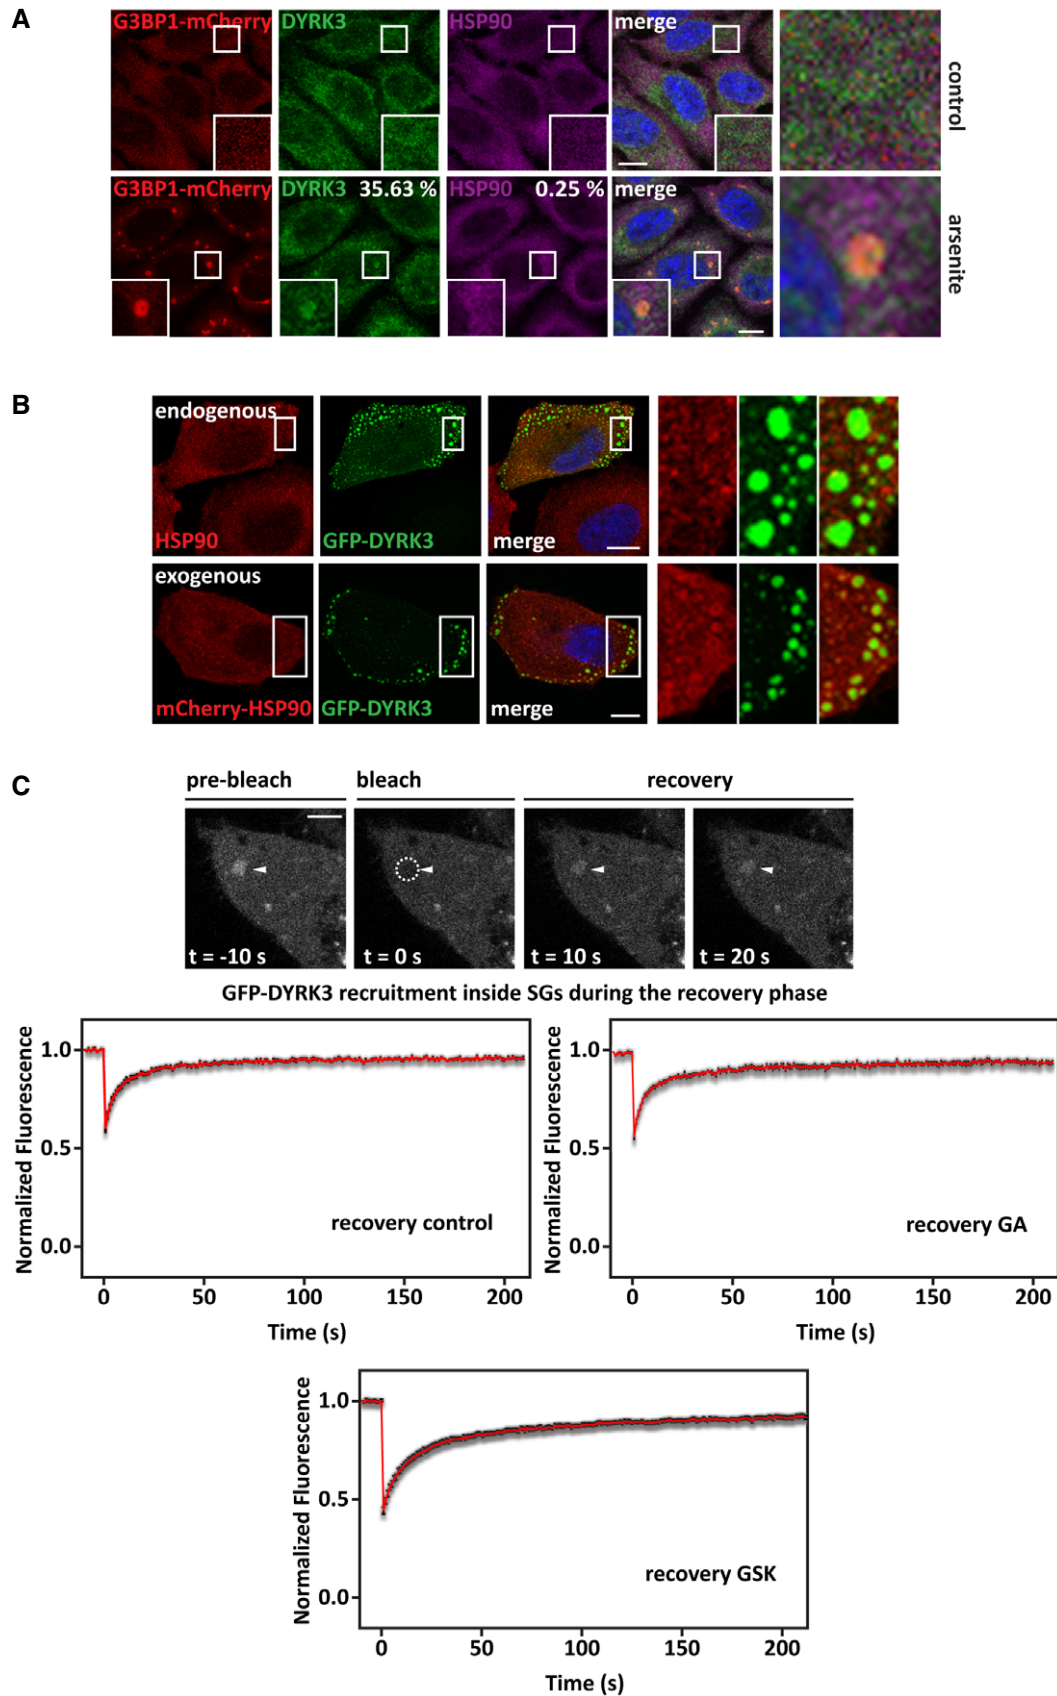 A
G3BP1-mCherry DYRK3 HSP90 merge
control
G3BP1-mCherry DYRK3 35.63 % HSP90 0.25 % merge
arsenite
B
endogenous
HSP90 GFP-DYRK3 merge
exogenous
mCherry-HSP90 GFP-DYRK3 merge
C
pre-bleach bleach recovery
t = -10 s t = 0 s t = 10 s t = 20 s
GFP-DYRK3 recruitment inside SGs during the recovery phase
Normalized Fluorescence
1.0
0.5
0.0
recovery control
0 50 100 150 200
Time (s)
Normalized Fluorescence
1.0
0.5
0.0
recovery GA
0 50 100 150 200
Time (s)
Normalized Fluorescence
1.0
0.5
0.0
recovery GSK
0 50 100 150 200
Time (s)